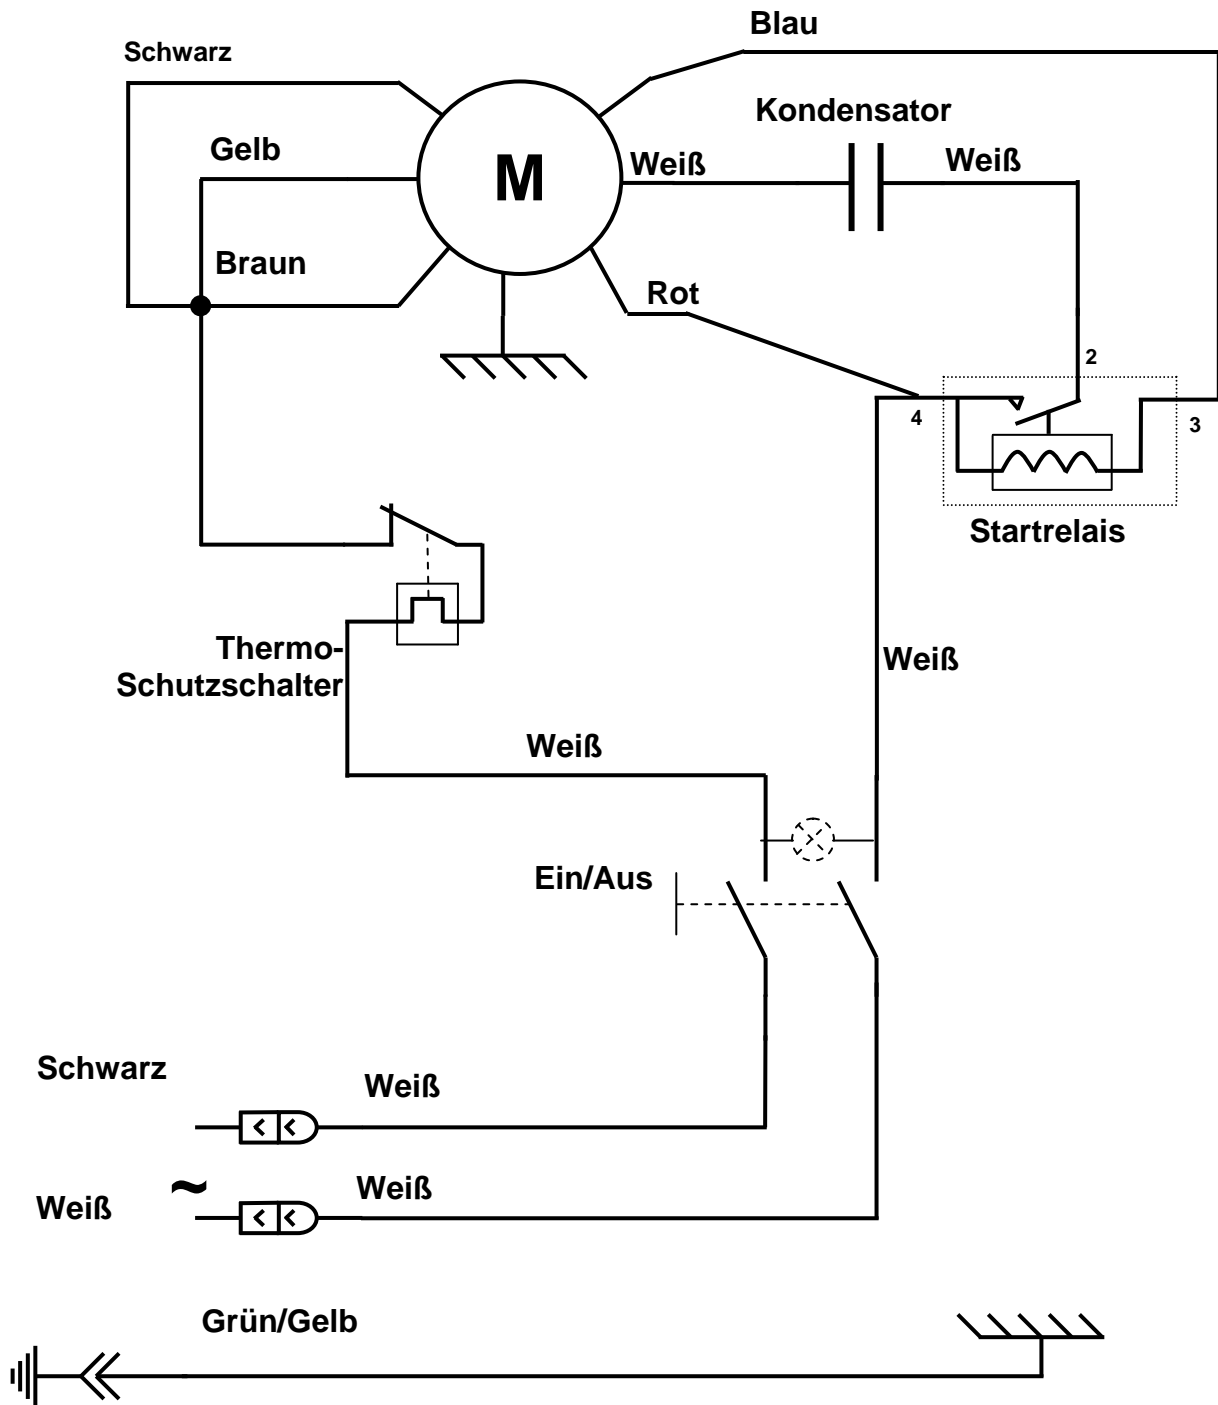 Blau
Schwarz
Kondensator
Gelb
M
Weiß
Weiß
Braun
Rot
2
4
3
Startrelais
Thermo-
Schutzschalter
Weiß
Weiß
Ein/Aus
Schwarz
Weiß
~
Weiß
Weiß
Grün/Gelb